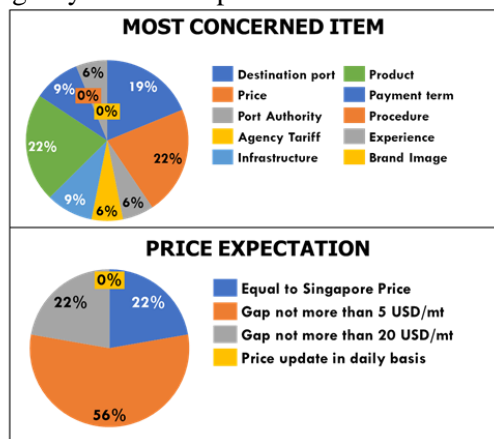 MOST CONCERNED ITEM
6%
9%
19%
0%
0%
22%
22%
6%
9%
6%
Destination port
Product
Price
Payment term
Port Authority
Procedure
Agency Tariff
Experience
Infrastructure
Brand Image
PRICE EXPECTATION
0%
22%
22%
56%
Equal to Singapore Price
Gap not more than 5 USD/mt
Gap not more than 20 USD/mt
Price update in daily basis